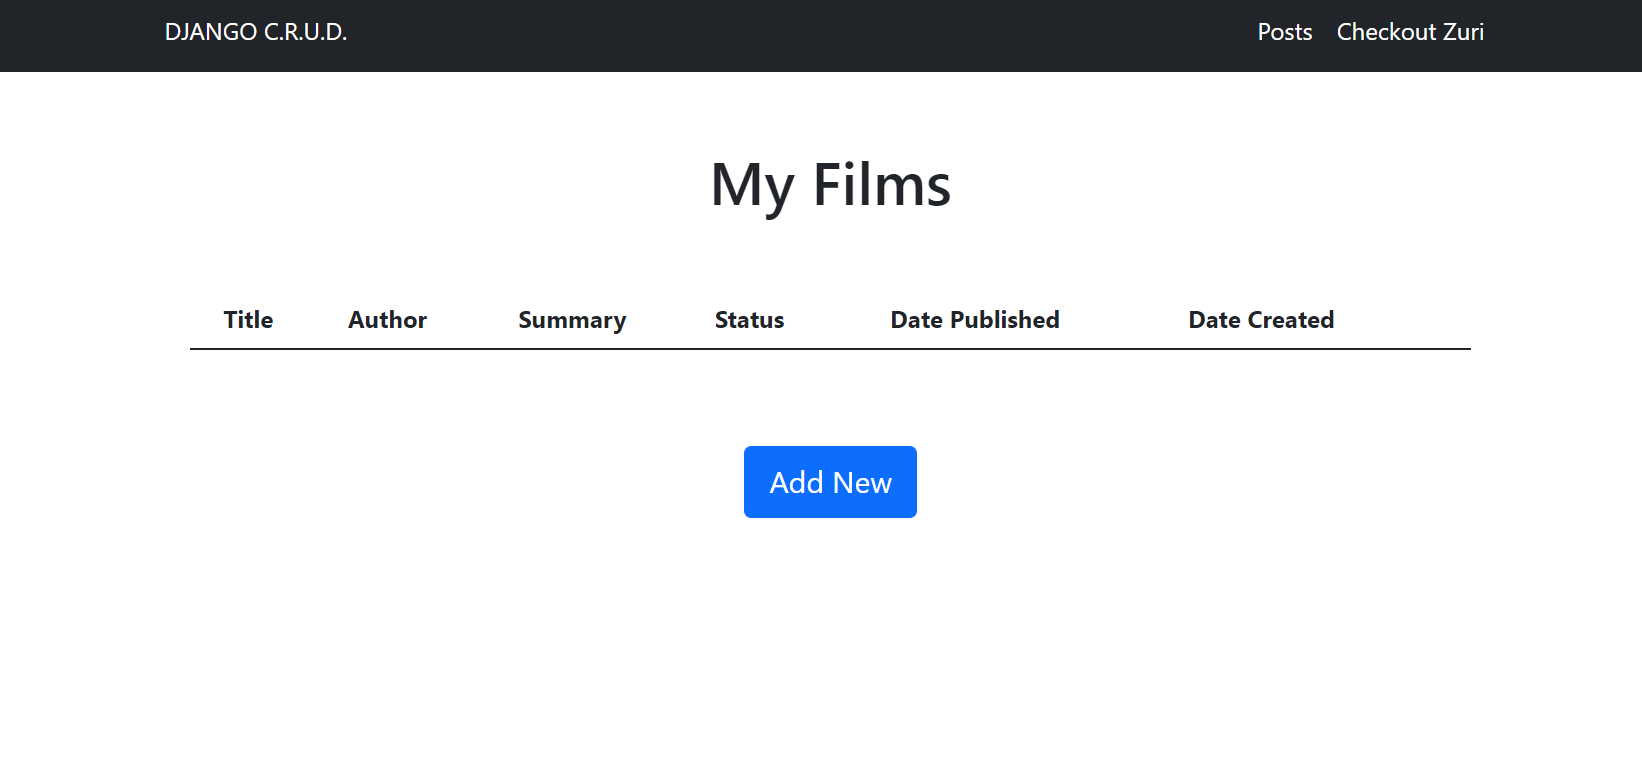 DJANGO C.R.U.D. Posts Checkout Zuri
My Films
Title Author Summary Status Date Published Date Created
Add New